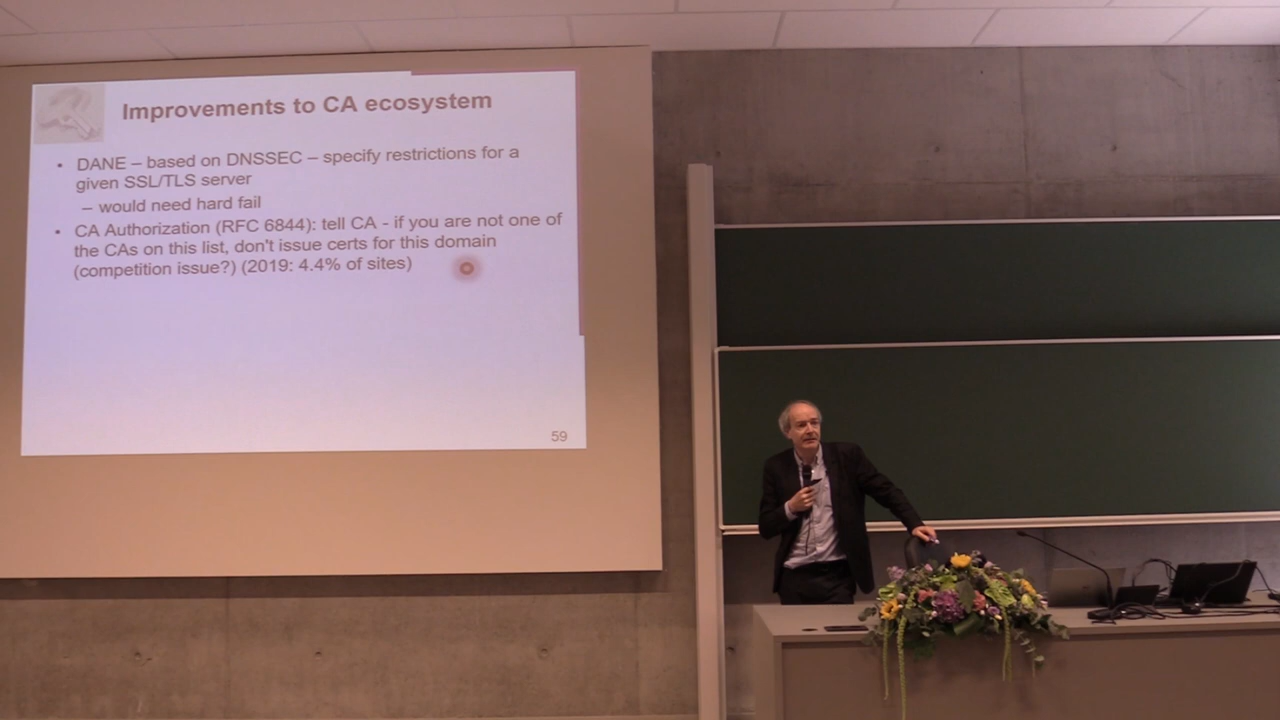 Improvements to CA ecosystem
• DANE – based on DNSSEC – specify restrictions for a
given SSL/TLS server
– would need hard fail
• CA Authorization (RFC 6844): tell CA - if you are not one of
the CAs on this list, don't issue certs for this domain
(competition issue?) (2019: 4.4% of sites)
59